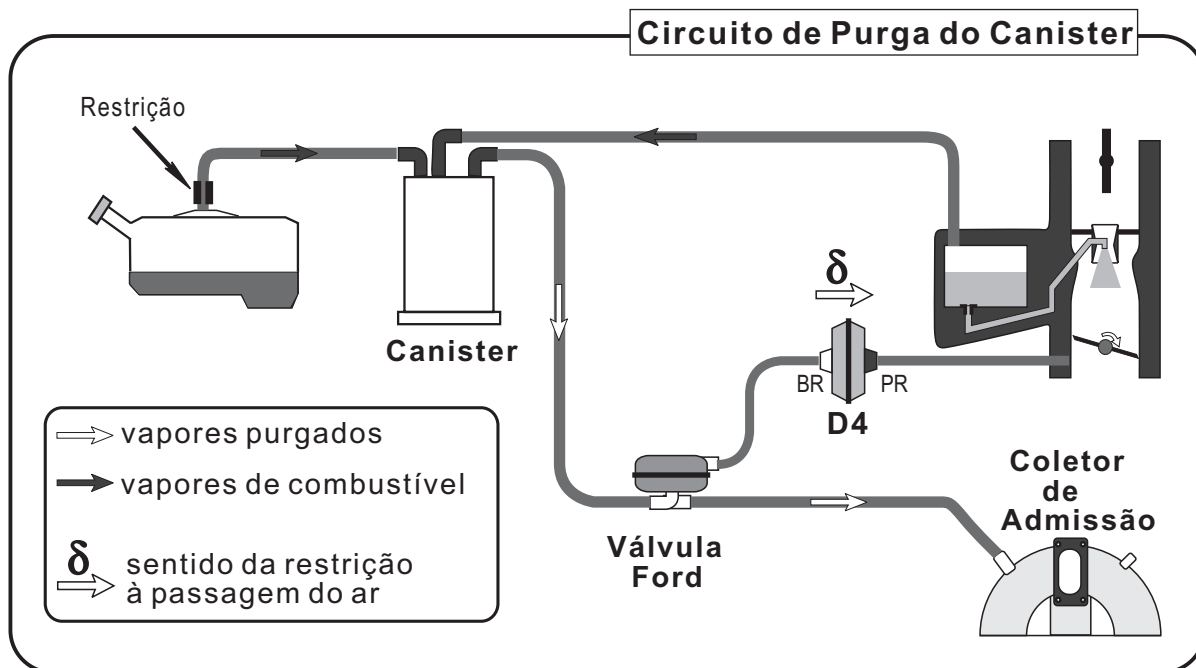 Circuito de Purga do Canister
Restrição
Canister
δ
BR
PR
D4
Válvula
Ford
Coletor
de
Admissão
vapores purgados
vapores de combustível
δ
sentido da restrição
à passagem do ar